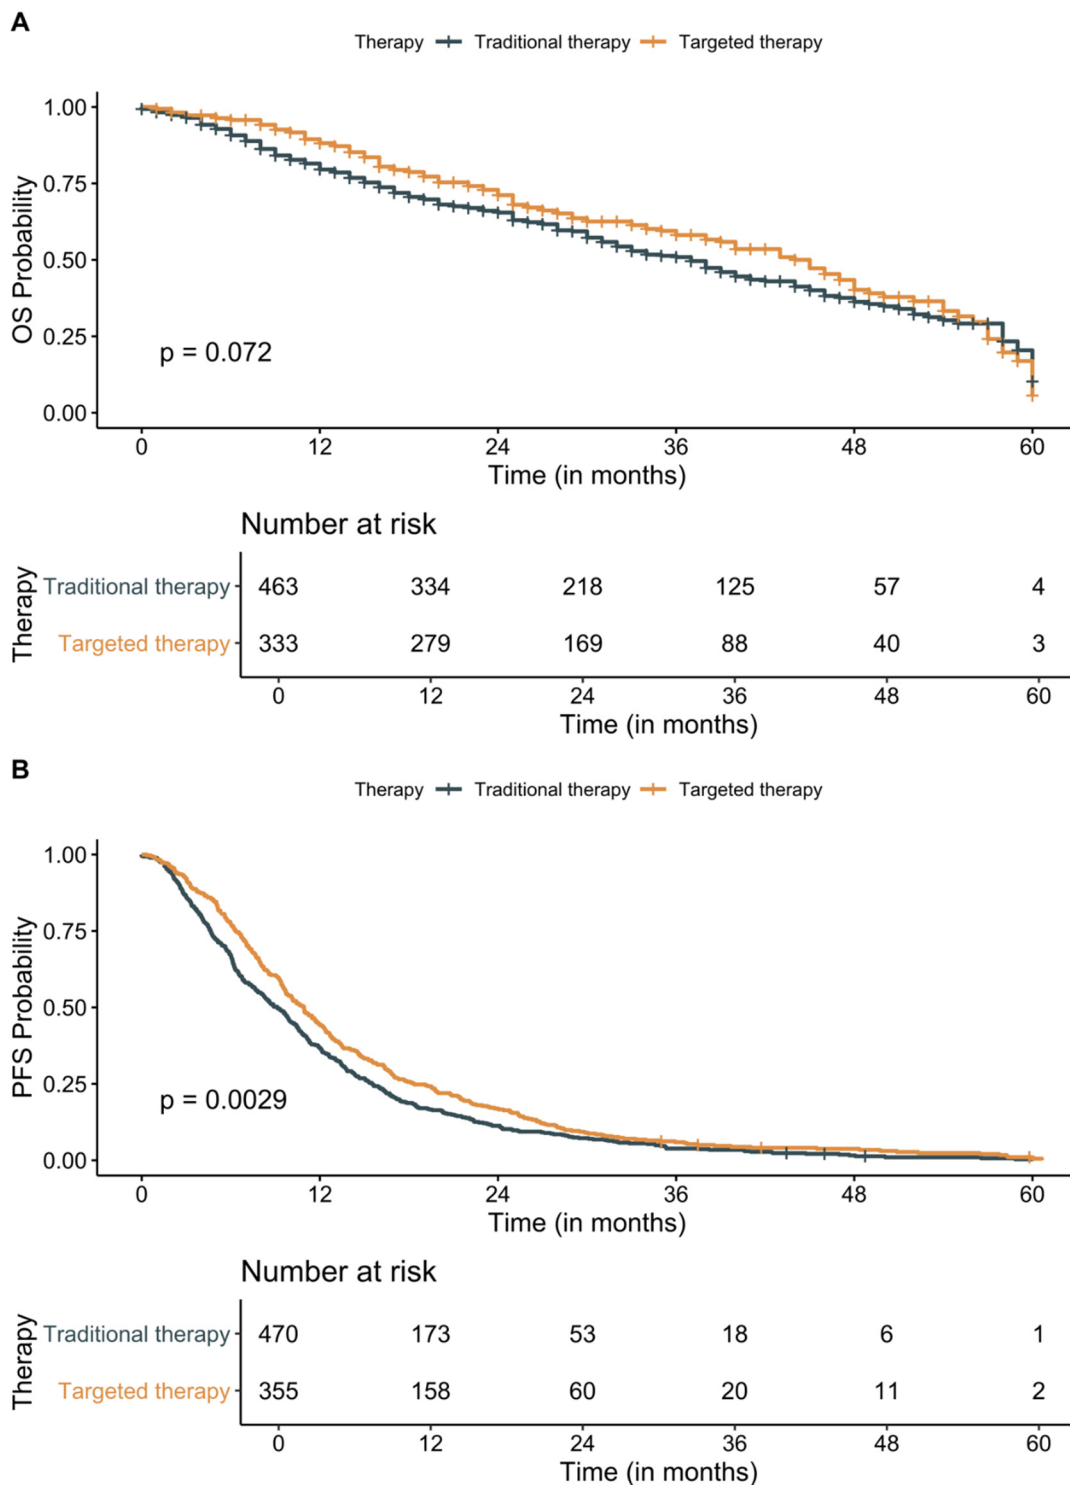 A
Therapy Traditional therapy Targeted therapy
1.00
0.75
0.50
0.25
0.00
OS Probability
p = 0.072
0 12 24 36 48 60
Time (in months)
Number at risk
Therapy
Traditional therapy 463 334 218 125 57 4
Targeted therapy 333 279 169 88 40 3
0 12 24 36 48 60
Time (in months)
B
Therapy Traditional therapy Targeted therapy
1.00
0.75
0.50
0.25
0.00
PFS Probability
p = 0.0029
0 12 24 36 48 60
Time (in months)
Number at risk
Therapy
Traditional therapy 470 173 53 18 6 1
Targeted therapy 355 158 60 20 11 2
0 12 24 36 48 60
Time (in months)